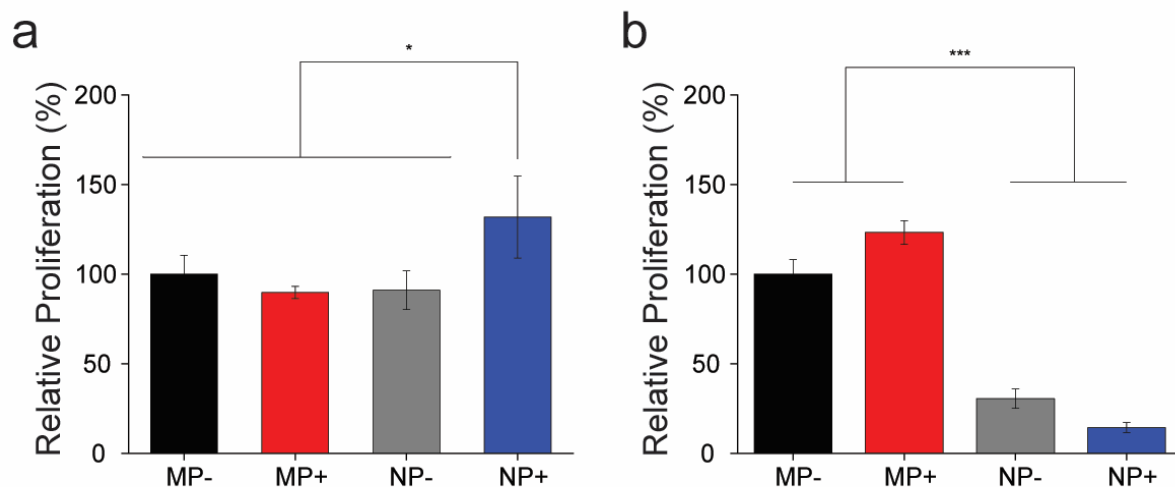 a
*
Relative Proliferation (%)
200
150
100
50
0
MP- MP+ NP- NP+
b
***
Relative Proliferation (%)
200
150
100
50
0
MP- MP+ NP- NP+